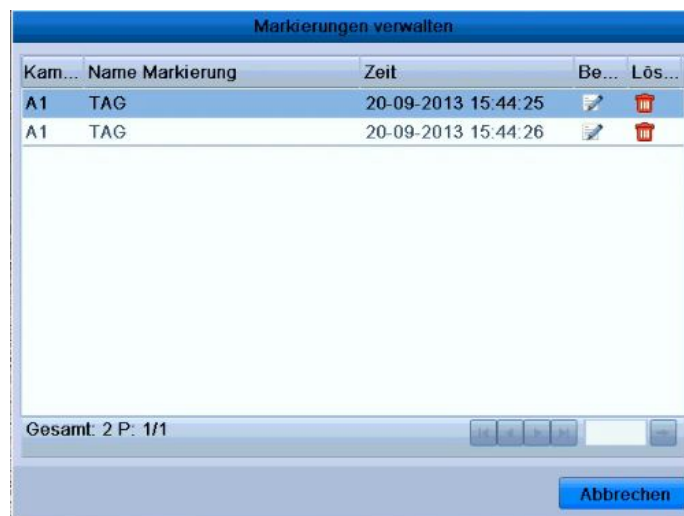 Markierungen verwalten
Kam... Name Markierung Zeit Be... Lös...
A1 TAG 20-09-2013 15:44:25
A1 TAG 20-09-2013 15:44:26
Gesamt: 2 P: 1/1
Abbrechen